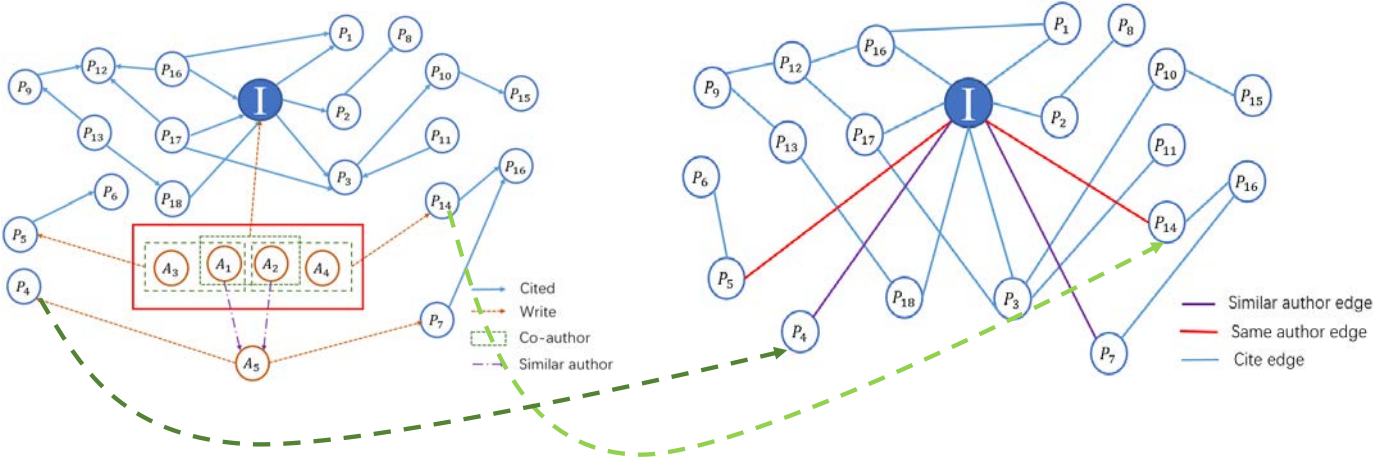 P1
P8
P16
P12
P10
P9
I
P15
P2
P13
P17
P11
P3
P16
P6
P18
P14
P5
A3
A1
A2
A4
P4
P7
A5
Cited
Write
Co-author
Similar author
P1
P8
P16
P12
P10
P9
I
P15
P2
P17
P13
P11
P6
P16
P14
P5
P18
P3
P4
P7
Similar author edge
Same author edge
Cite edge